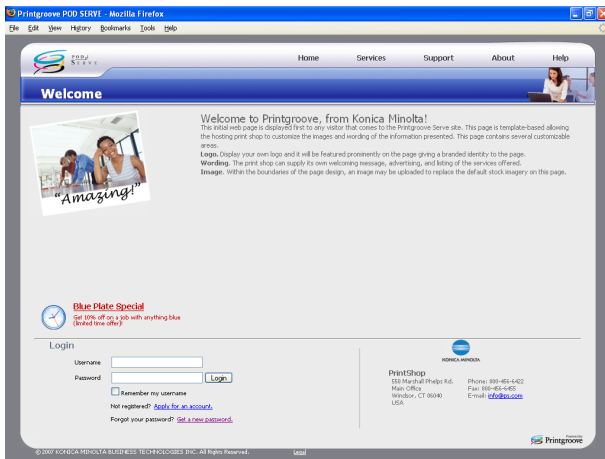 Printgroove POD SERVE - Mozilla Firefox
File Edit View History Bookmarks Tools Help
POD
SERVE
Home Services Support About Help
Welcome
Welcome to Printgroove, from Konica Minolta!
This initial web page is displayed first to any visitor that comes to the Printgroove Serve site. This page is template-based allowing
the hosting print shop to customize the images and wording of the information presented. This page contains several customizable
areas.
Logo. Display your own logo and it will be featured prominently on the page giving a branded identity to the page.
Wording. The print shop can supply its own welcoming message, advertising, and listing of the services offered.
Image. Within the boundaries of the page design, an image may be uploaded to replace the default stock imagery on this page.
"Amazing!"
Blue Plate Special
Get 10% off on a job with anything blue
(limited time offer)!
Login
Username
Password Login
Remember my username
Not registered? Apply for an account.
Forgot your password? Get a new password.
KONICA MINOLTA
PrintShop
550 Marshall Phelps Rd. Phone: 800-456-6422
Main Office Fax: 800-456-6455
Windsor, CT 06040 E-mail: info@ps.com
USA
Powered by
Printgroove
© 2007 KONICA MINOLTA BUSINESS TECHNOLOGIES INC. All Rights Reserved. Legal